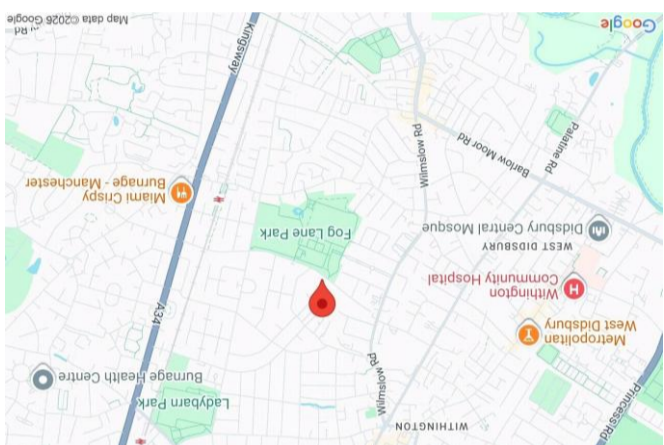 WITHINGTON
Ladybarn Park
Princess Rd
Burnage Health Centre
Wilmslow Rd
Metropolitan
West Didsbury
A34
Withington
Community Hospital
WEST DIDSBURY
Didsbury Central Mosque
Fog Lane Park
Miami Crispy
Burnage - Manchester
Barlow Moor Rd
Palatine Rd
Wilmslow Rd
Kingsway
Google
Map data ©2026 Google